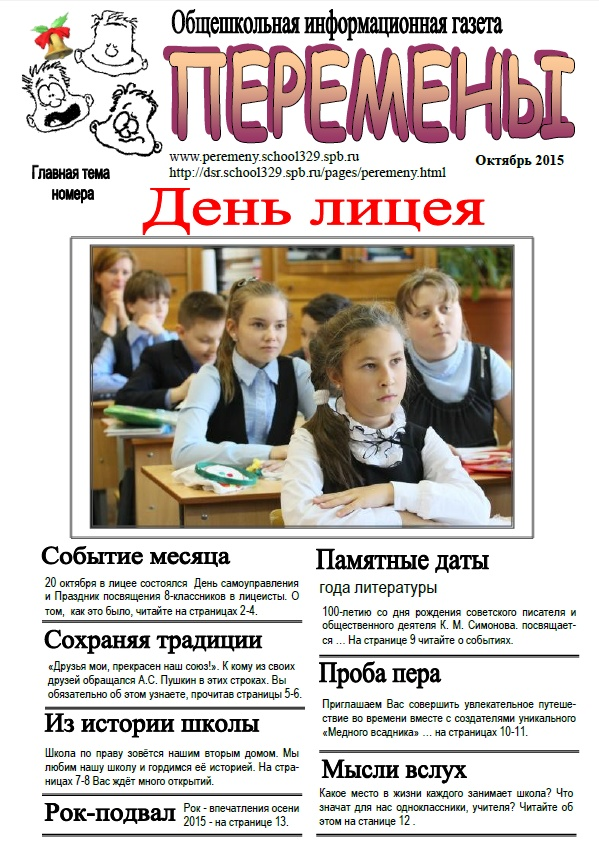 Общешкольная информационная газета
ПЕРЕМЕНЫ
www.peremeny.school329.spb.ru
http://dsr.school329.spb.ru/pages/peremeny.html
Октябрь 2015
Главная тема
номера
День лицея
Событие месяца
20 октября в лицее состоялся День самоуправления
и Праздник посвящения 8-классников в лицеисты. О
том, как это было, читайте на страницах 2-4.
Сохраняя традиции
«Друзья мои, прекрасен наш союз!». К кому из своих
друзей обращался А.С. Пушкин в этих строках. Вы
обязательно об этом узнаете, прочитав страницы 5-6.
Из истории школы
Школа по праву зовётся нашим вторым домом. Мы
любим нашу школу и гордимся её историей. На стра-
ницах 7-8 Вас ждёт много открытий.
Рок-подвал
Рок - впечатления осени
2015 - на странице 13.
Памятные даты
года литературы
100-летию со дня рождения советского писателя и
общественного деятеля К. М. Симонова. посвящает-
ся ... На странице 9 читайте о событиях.
Проба пера
Приглашаем Вас совершить увлекательное путеше-
ствие во времени вместе с создателями уникального
«Медного всадника» ... на страницах 10-11.
Мысли вслух
Какое место в жизни каждого занимает школа? Что
значат для нас одноклассники, учителя? Читайте об
этом на станице 12 .